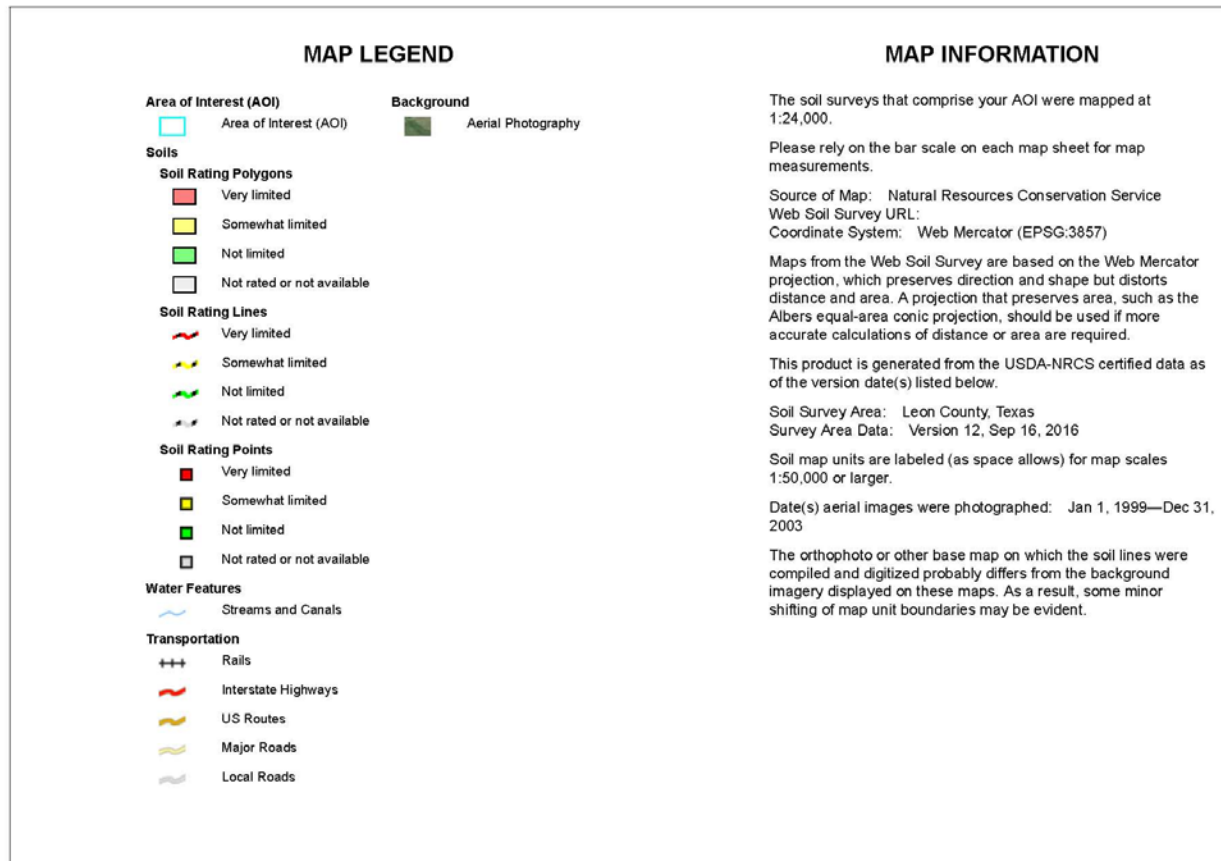 MAP LEGEND
Area of Interest (AOI)
Area of Interest (AOI)
Soils
Soil Rating Polygons
Very limited
Somewhat limited
Not limited
Not rated or not available
Soil Rating Lines
Very limited
Somewhat limited
Not limited
Not rated or not available
Soil Rating Points
Very limited
Somewhat limited
Not limited
Not rated or not available
Water Features
Streams and Canals
Transportation
Rails
Interstate Highways
US Routes
Major Roads
Local Roads
Background
Aerial Photography
MAP INFORMATION
The soil surveys that comprise your AOI were mapped at
1:24,000.
Please rely on the bar scale on each map sheet for map
measurements.
Source of Map: Natural Resources Conservation Service
Web Soil Survey URL:
Coordinate System: Web Mercator (EPSG:3857)
Maps from the Web Soil Survey are based on the Web Mercator
projection, which preserves direction and shape but distorts
distance and area. A projection that preserves area, such as the
Albers equal-area conic projection, should be used if more
accurate calculations of distance or area are required.
This product is generated from the USDA-NRCS certified data as
of the version date(s) listed below.
Soil Survey Area: Leon County, Texas
Survey Area Data: Version 12, Sep 16, 2016
Soil map units are labeled (as space allows) for map scales
1:50,000 or larger.
Date(s) aerial images were photographed: Jan 1, 1999—Dec 31,
2003
The orthophoto or other base map on which the soil lines were
compiled and digitized probably differs from the background
imagery displayed on these maps. As a result, some minor
shifting of map unit boundaries may be evident.